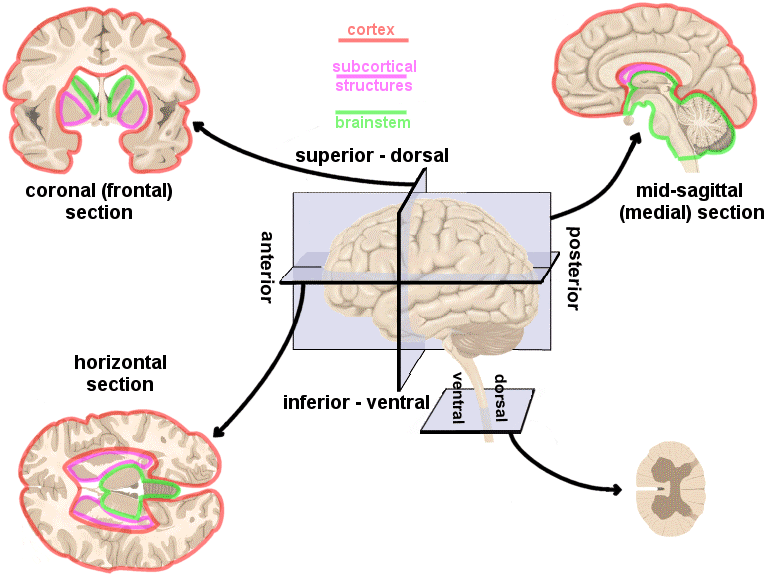 cortex
subcortical
structures
brainstem
superior - dorsal
coronal (frontal)
section
mid-sagittal
(medial) section
anterior
posterior
horizontal
section
inferior - ventral
ventral
dorsal